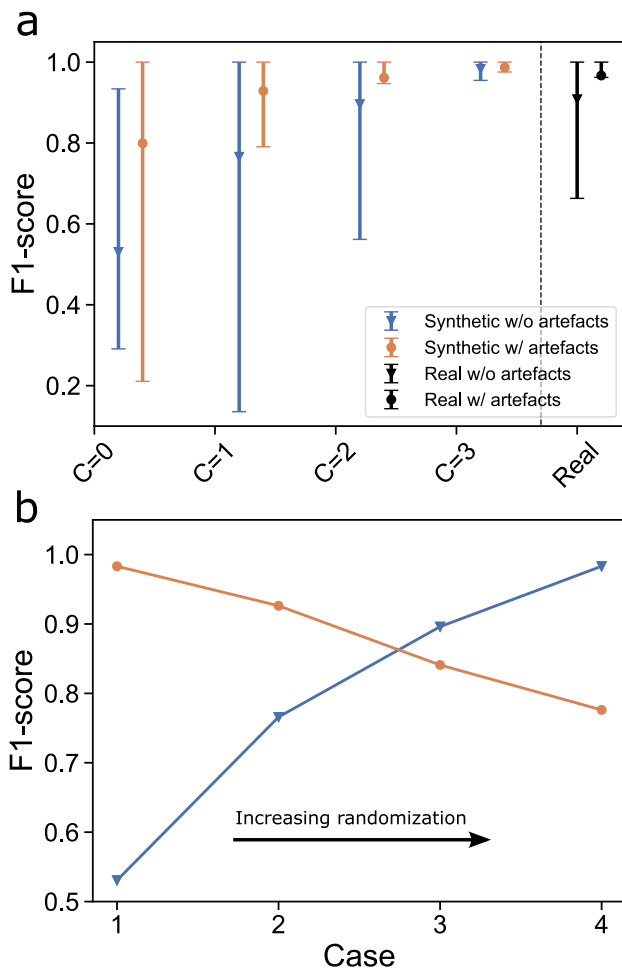 a
F1-score
1.0
0.8
0.6
0.4
0.2
Synthetic w/o artefacts
Synthetic w/ artefacts
Real w/o artefacts
Real w/ artefacts
C=0
C=1
C=2
C=3
Real
b
F1-score
1.0
0.9
0.8
0.7
0.6
0.5
Increasing randomization
1
2
3
4
Case